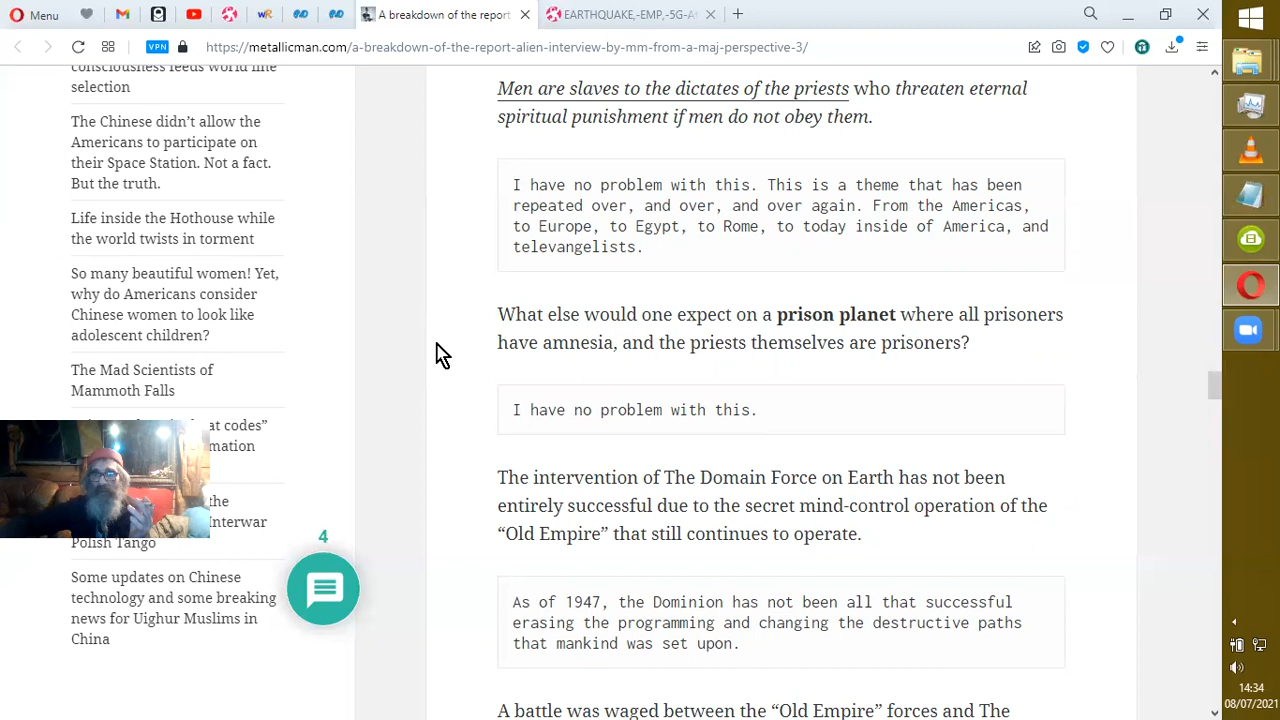 Menu
A breakdown of the report
EARTHQUAKE,-EMP,-5G-A
VPN
https://metallicman.com/a-breakdown-of-the-report-alien-interview-by-mm-from-a-maj-perspective-3/
consciousness feeds world line
selection
The Chinese didn’t allow the
Americans to participate on
their Space Station. Not a fact.
But the truth.
Life inside the Hothouse while
the world twists in torment
So many beautiful women! Yet,
why do Americans consider
Chinese women to look like
adolescent children?
The Mad Scientists of
Mammoth Falls
at codes”
mation
the
Interwar
Polish Tango
Some updates on Chinese
technology and some breaking
news for Uighur Muslims in
China
4
Men are slaves to the dictates of the priests who threaten eternal
spiritual punishment if men do not obey them.
I have no problem with this. This is a theme that has been
repeated over, and over, and over again. From the Americas,
to Europe, to Egypt, to Rome, to today inside of America, and
televangelists.
What else would one expect on a prison planet where all prisoners
have amnesia, and the priests themselves are prisoners?
I have no problem with this.
The intervention of The Domain Force on Earth has not been
entirely successful due to the secret mind-control operation of the
“Old Empire” that still continues to operate.
As of 1947, the Dominion has not been all that successful
erasing the programming and changing the destructive paths
that mankind was set upon.
A battle was waged between the “Old Empire” forces and The
14:34
08/07/2021